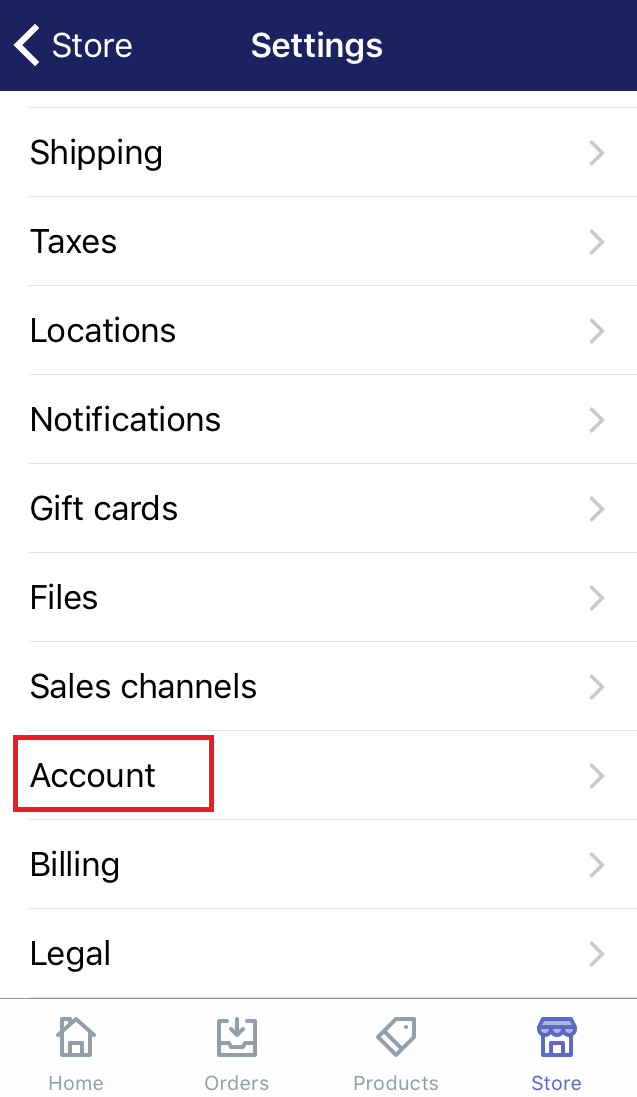 Store
Settings
Shipping
Taxes
Locations
Notifications
Gift cards
Files
Sales channels
Account
Billing
Legal
Home
Orders
Products
Store